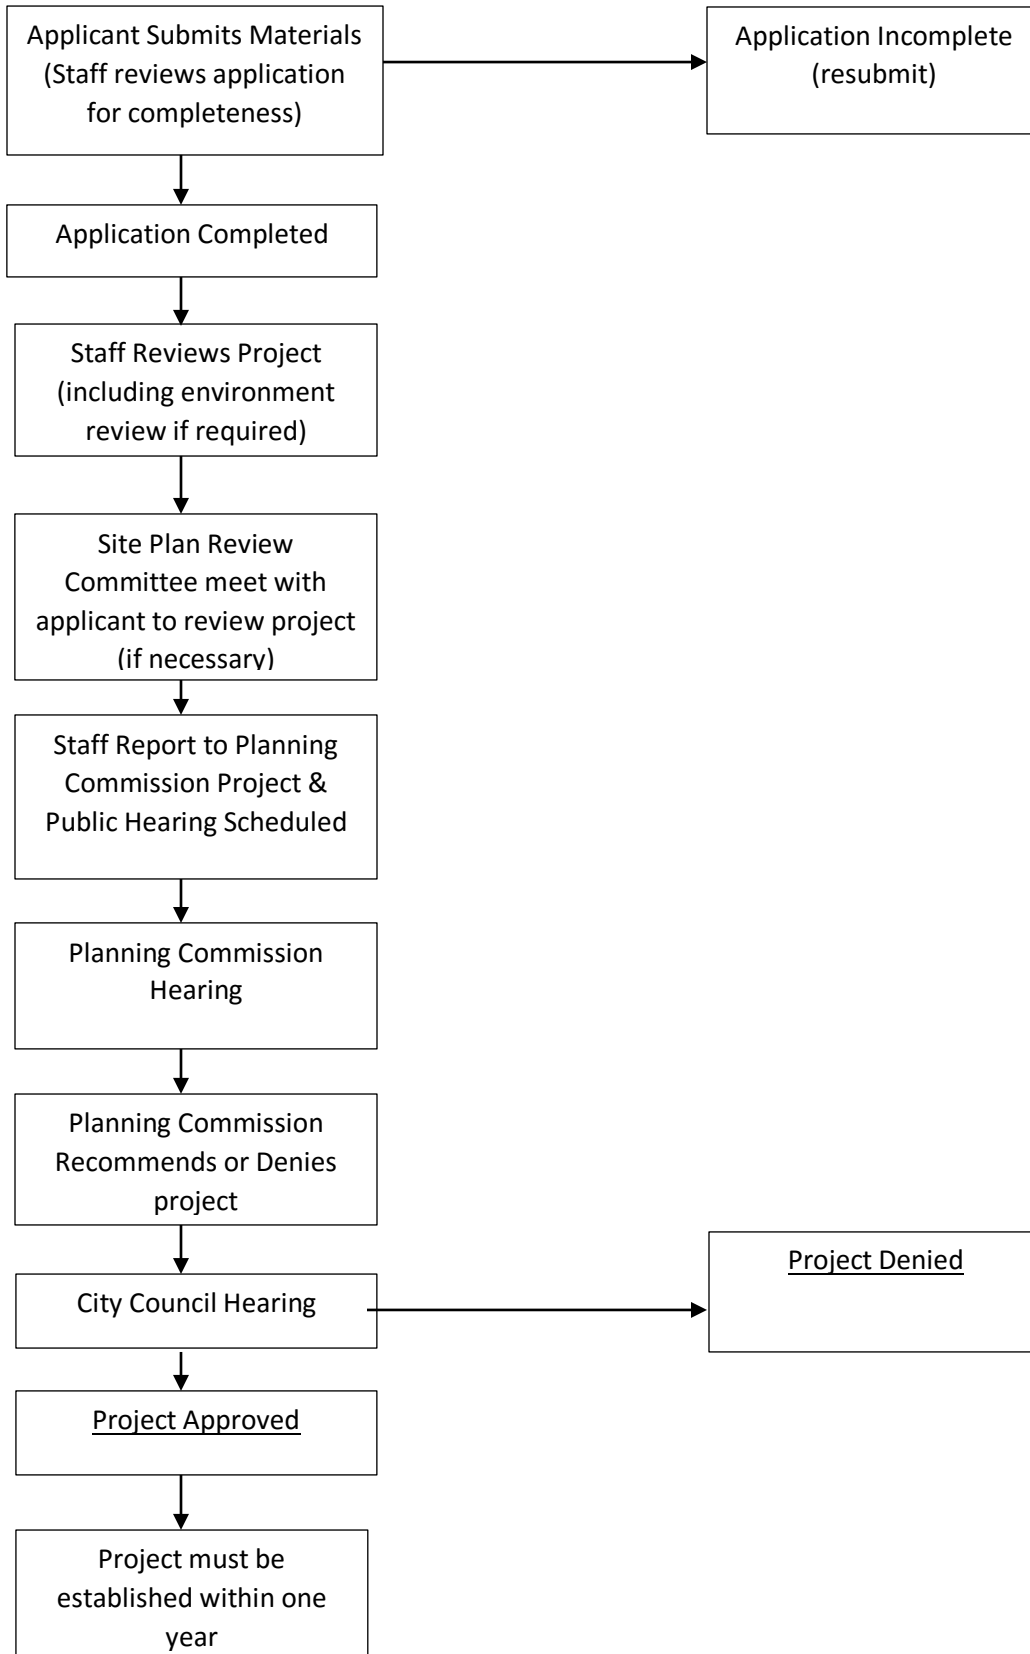 Applicant Submits Materials
(Staff reviews application
for completeness)
Application Incomplete
(resubmit)
Application Completed
Staff Reviews Project
(including environment
review if required)
Site Plan Review
Committee meet with
applicant to review project
(if necessary)
Staff Report to Planning
Commission Project &
Public Hearing Scheduled
Planning Commission
Hearing
Planning Commission
Recommends or Denies
project
City Council Hearing
Project Denied
Project Approved
Project must be
established within one
year